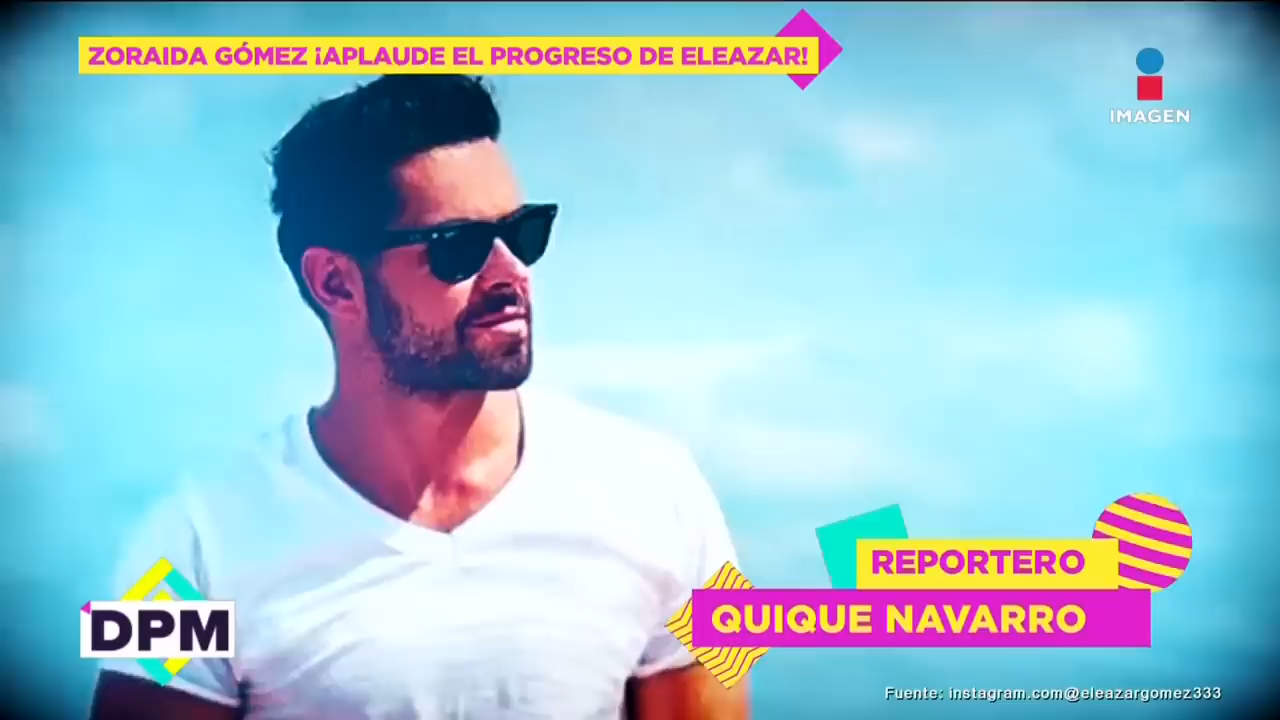 ZORAIDA GÓMEZ ¡APLAUDE EL PROGRESO DE ELEAZAR!
IMAGEN
REPORTERO
QUIQUE NAVARRO
DPM
Fuente: instagram.com@eleazargomez333